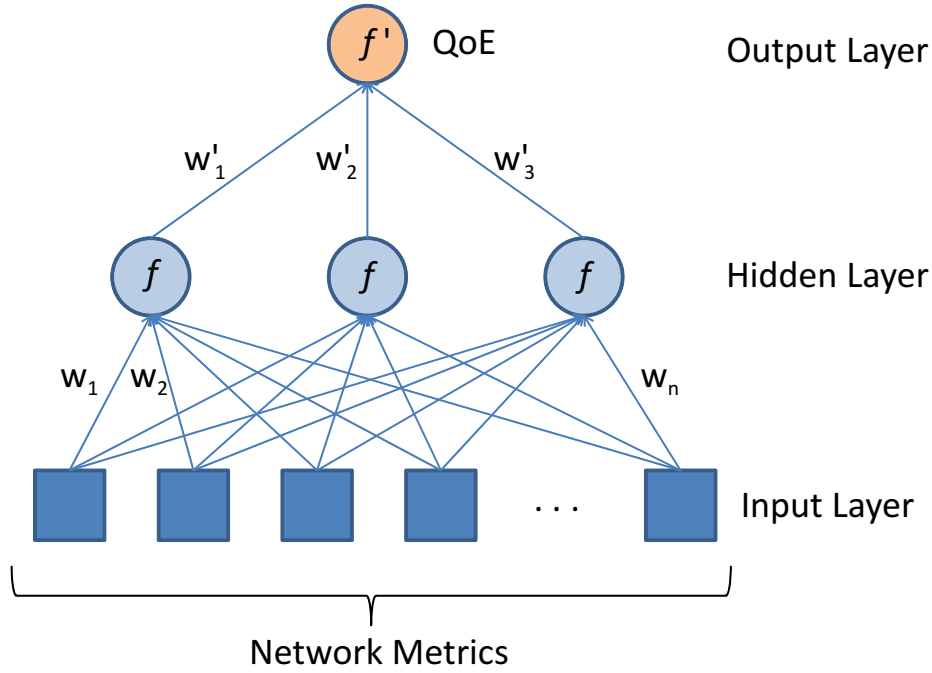 f' QoE Output Layer
w'1 w'2 w'3
f f f Hidden Layer
w1 w2 wn
. . . Input Layer
Network Metrics